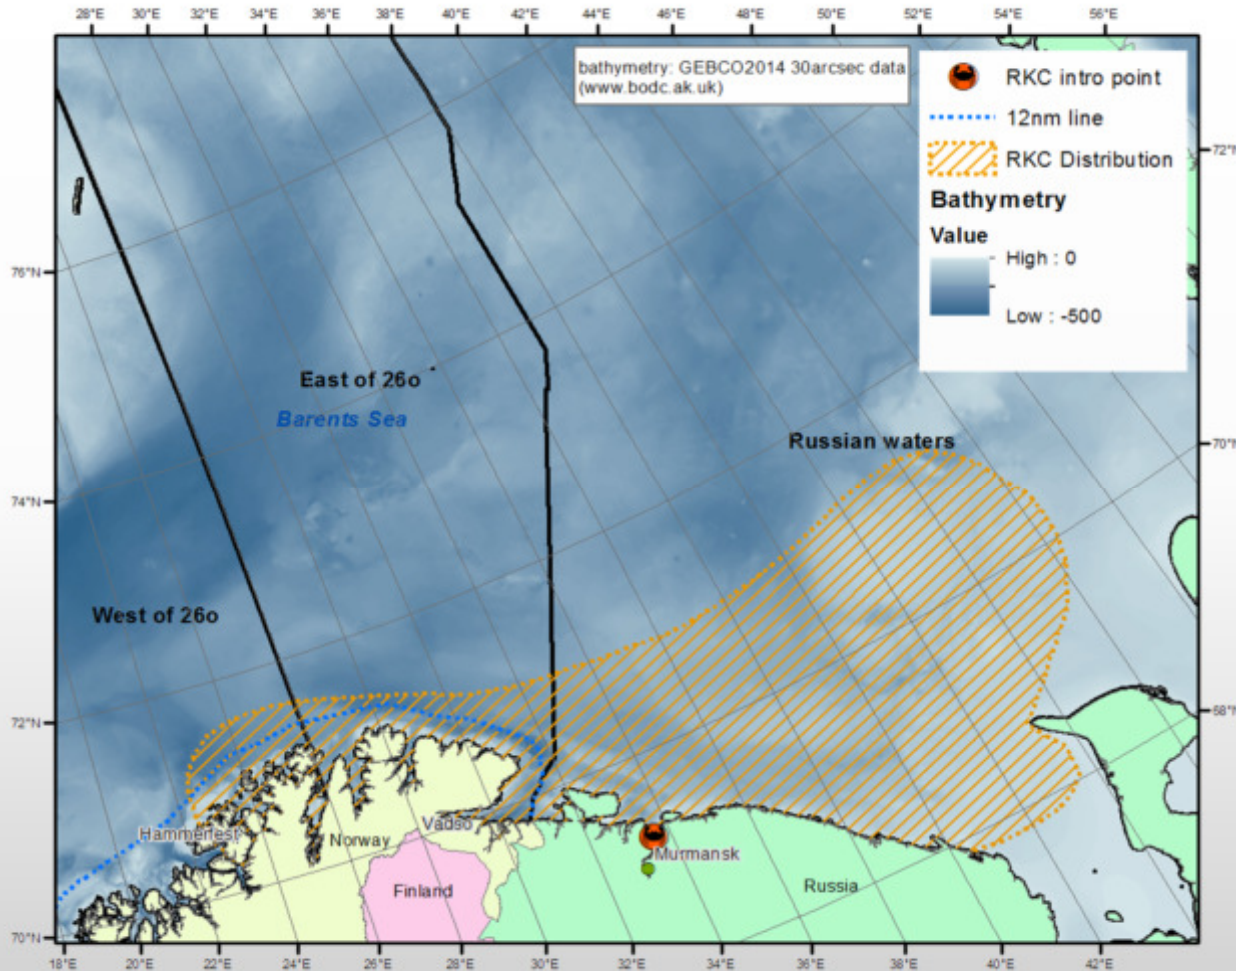 28°E 30°E 32°E 34°E 36°E 38°E 40°E 42°E 44°E 46°E 48°E 50°E 52°E 54°E 56°E
bathymetry: GEBCO2014 30arcsec data
(www.bodc.ak.uk)
RKC intro point
12nm line
RKC Distribution
Bathymetry
Value
High : 0
Low : -500
72°N
76°N
East of 26o
Barents Sea
Russian waters
70°N
74°N
West of 26o
72°N
68°N
Hammerfest
Norway
Vadsø
Murmansk
Finland
Russia
70°N
18°E 20°E 22°E 24°E 26°E 28°E 30°E 32°E 34°E 36°E 38°E 40°E 42°E